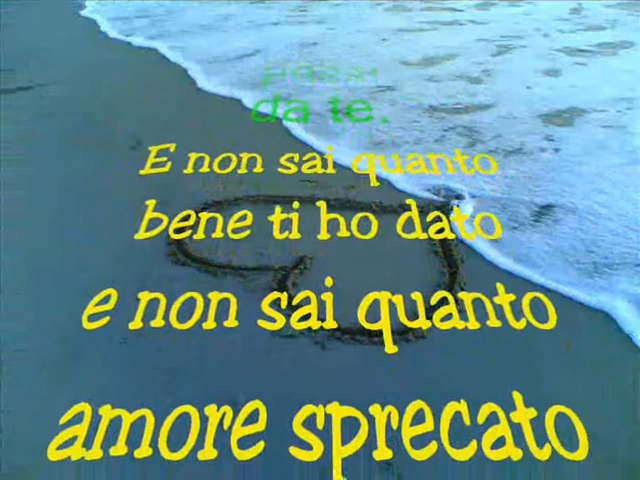 da te.
E non sai quanto
bene ti ho dato
e non sai quanto
amore sprecato